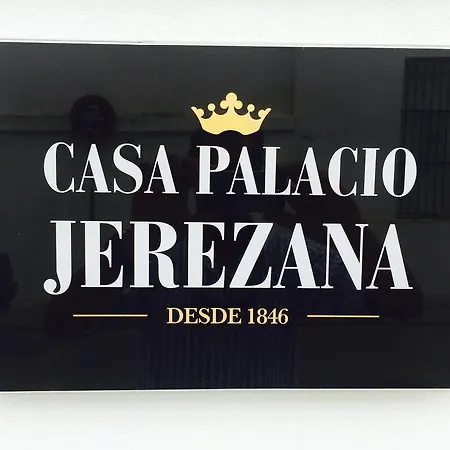 CASA PALACIO
JEREZANA
DESDE 1846